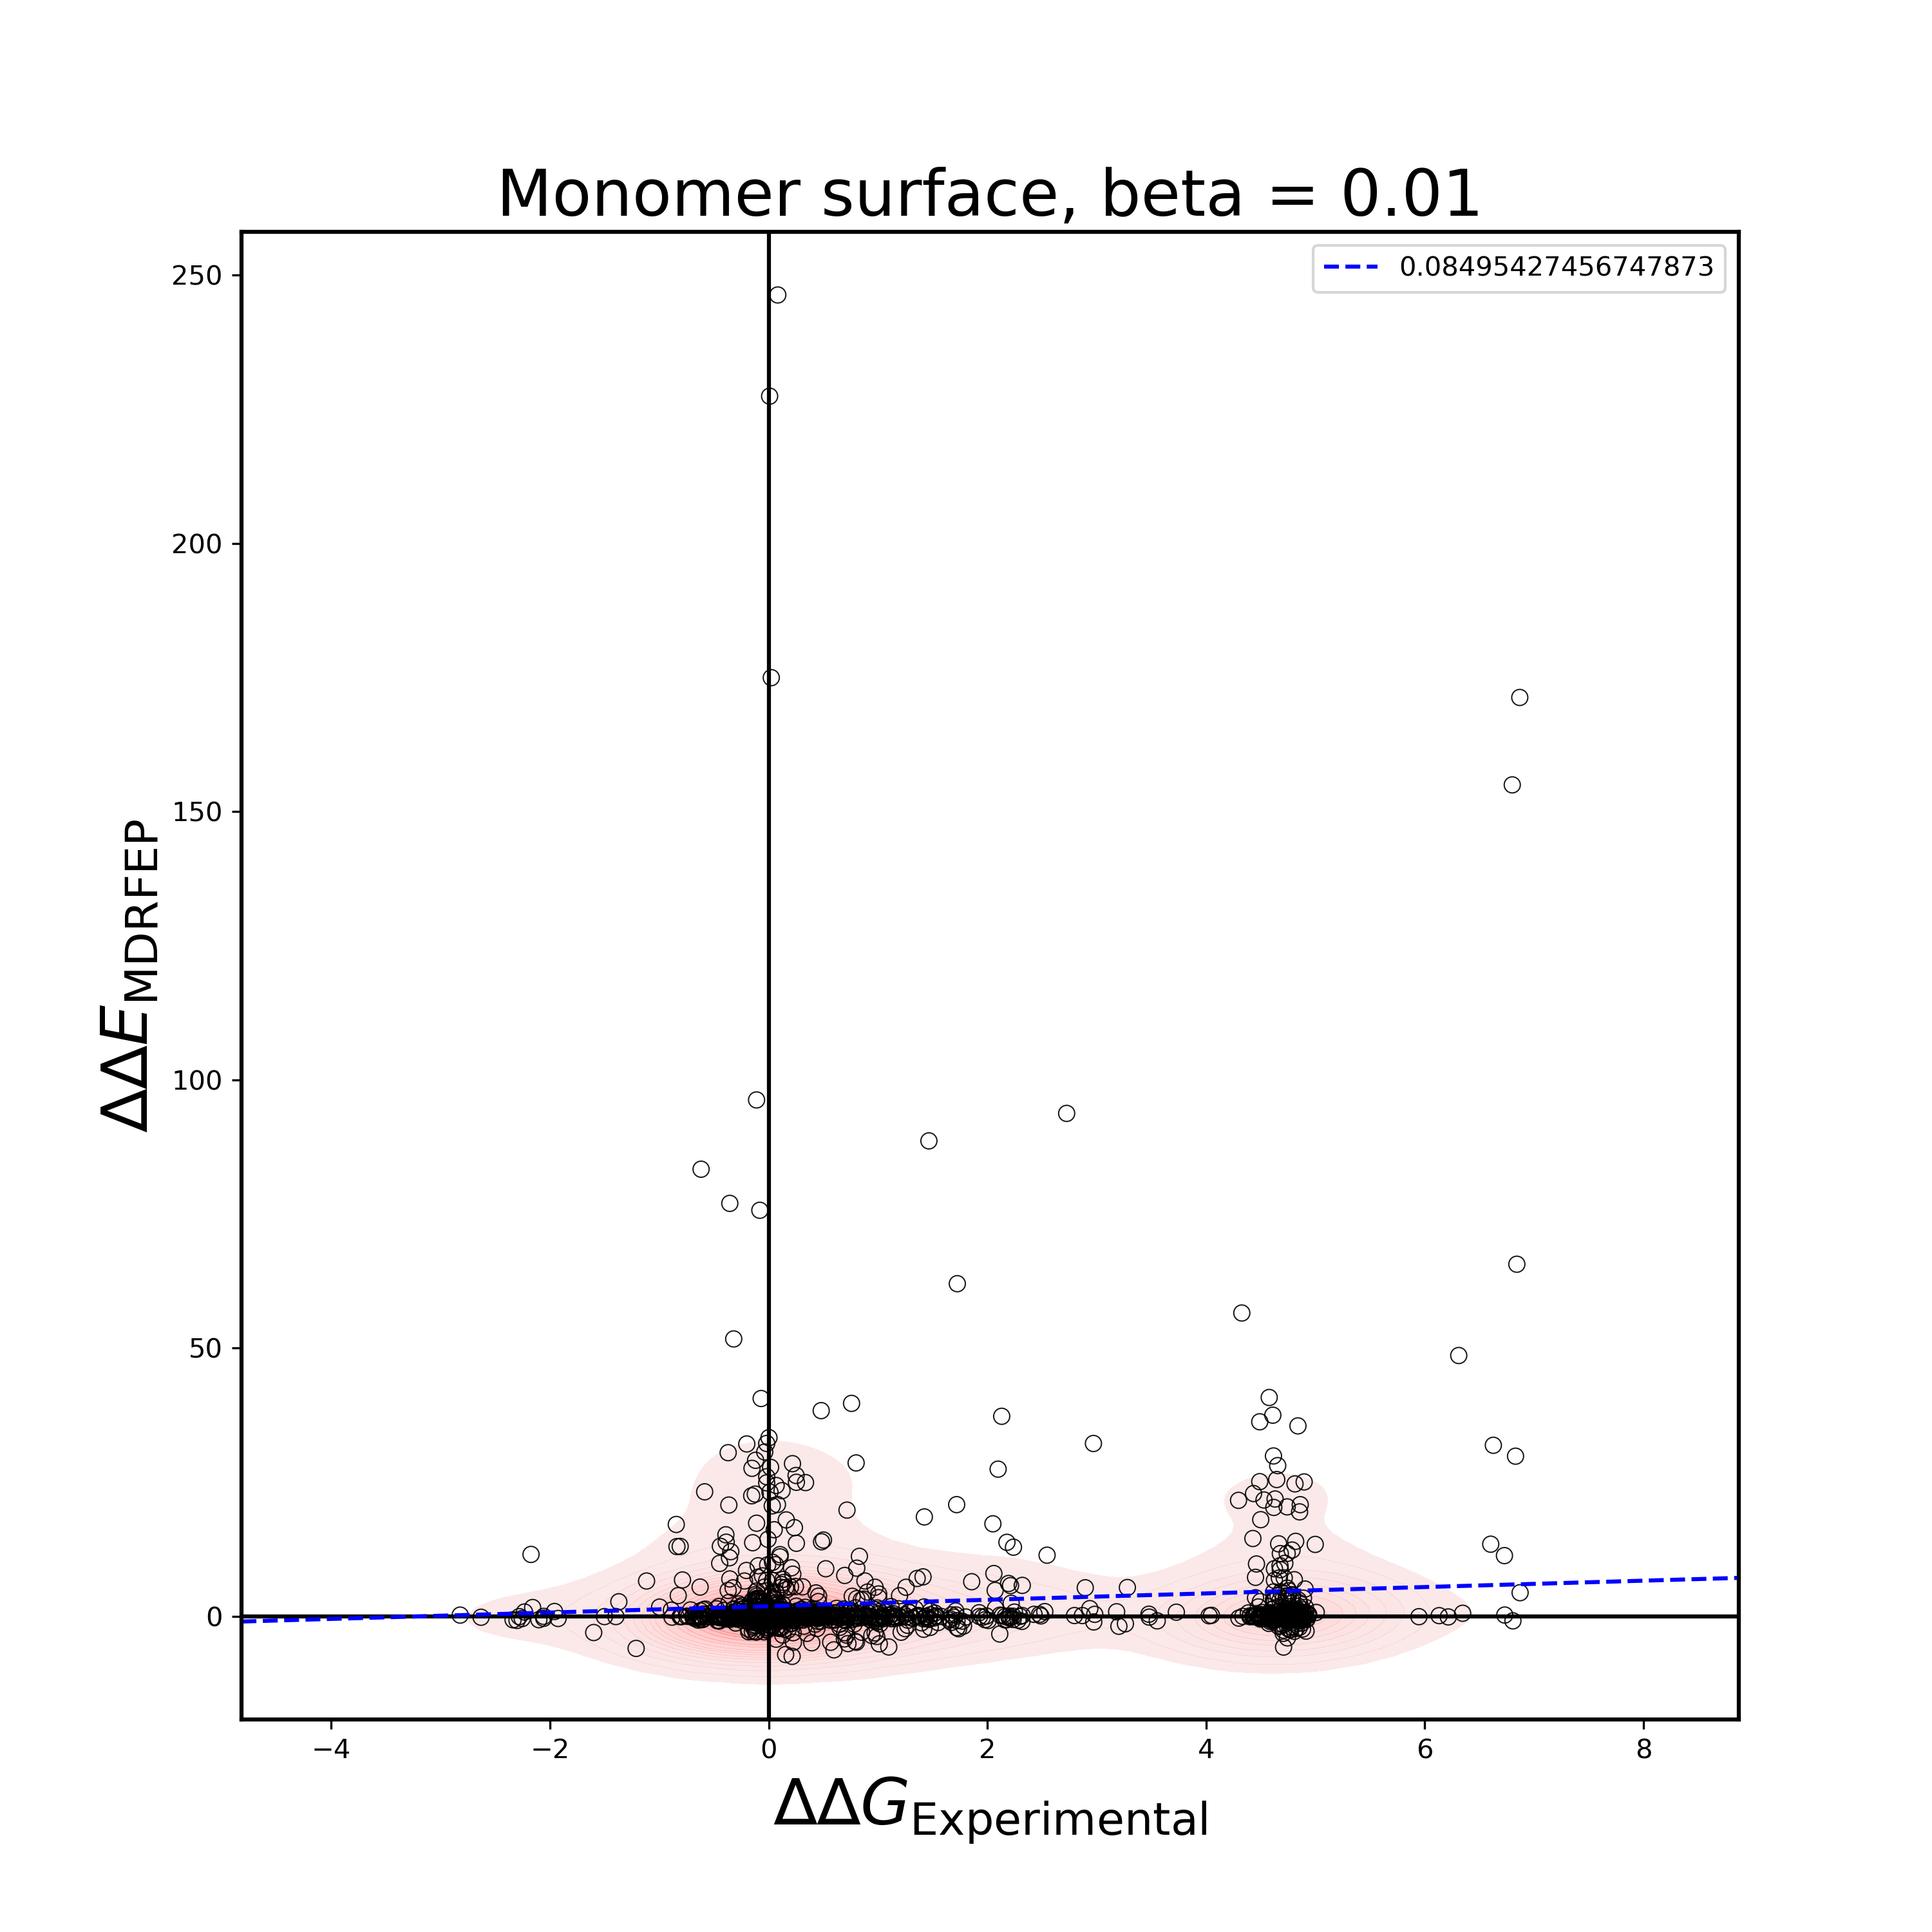 Monomer surface, beta = 0.01
0.08495427456747873
250
200
150
100
50
0
ΔΔE_MDRFEP
−4 −2 0 2 4 6 8
ΔΔG_Experimental